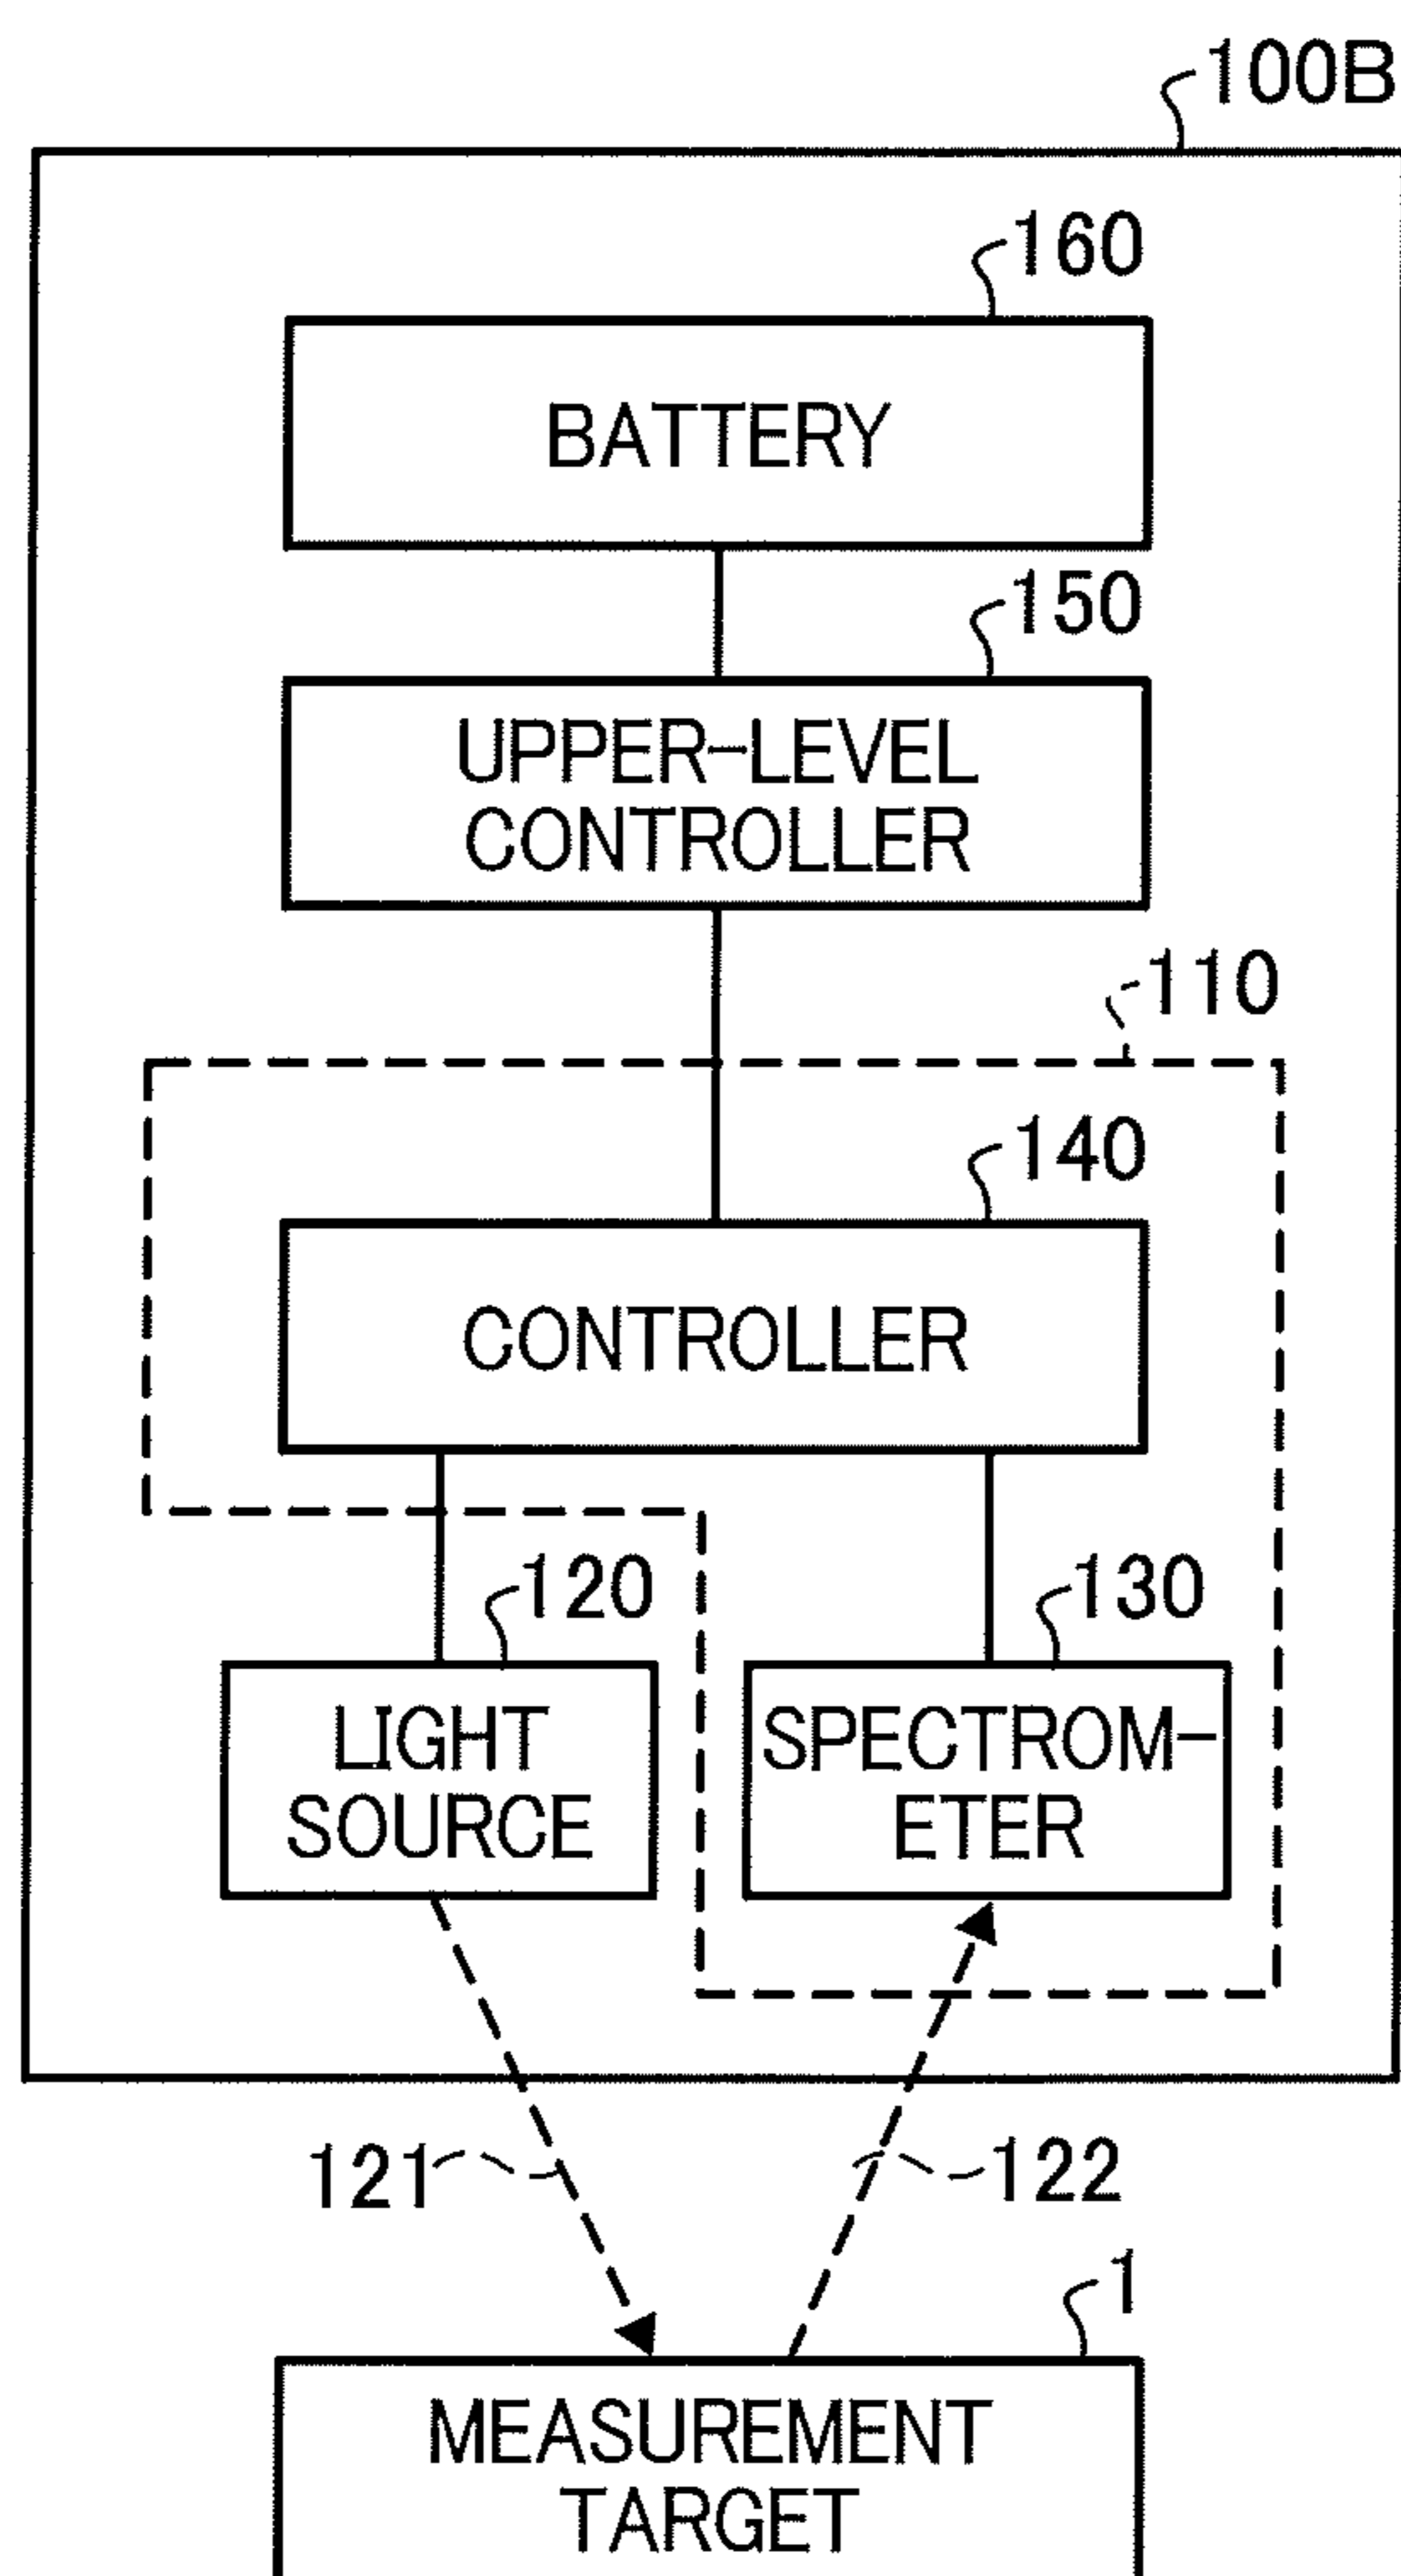 100B
160
BATTERY
150
UPPER-LEVEL
CONTROLLER
110
140
CONTROLLER
120
130
LIGHT
SOURCE
SPECTROM-
ETER
121
122
1
MEASUREMENT
TARGET